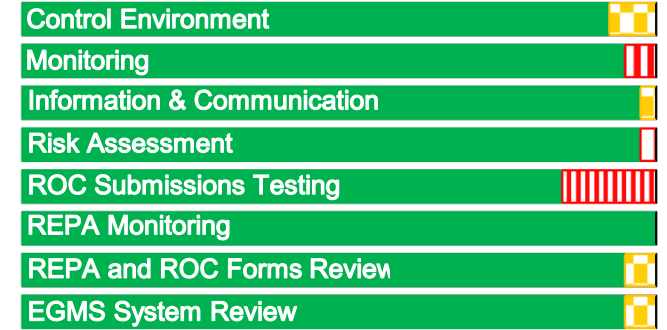 Control Environment
Monitoring
Information & Communication
Risk Assessment
ROC Submissions Testing
REPA Monitoring
REPA and ROC Forms Review
EGMS System Review